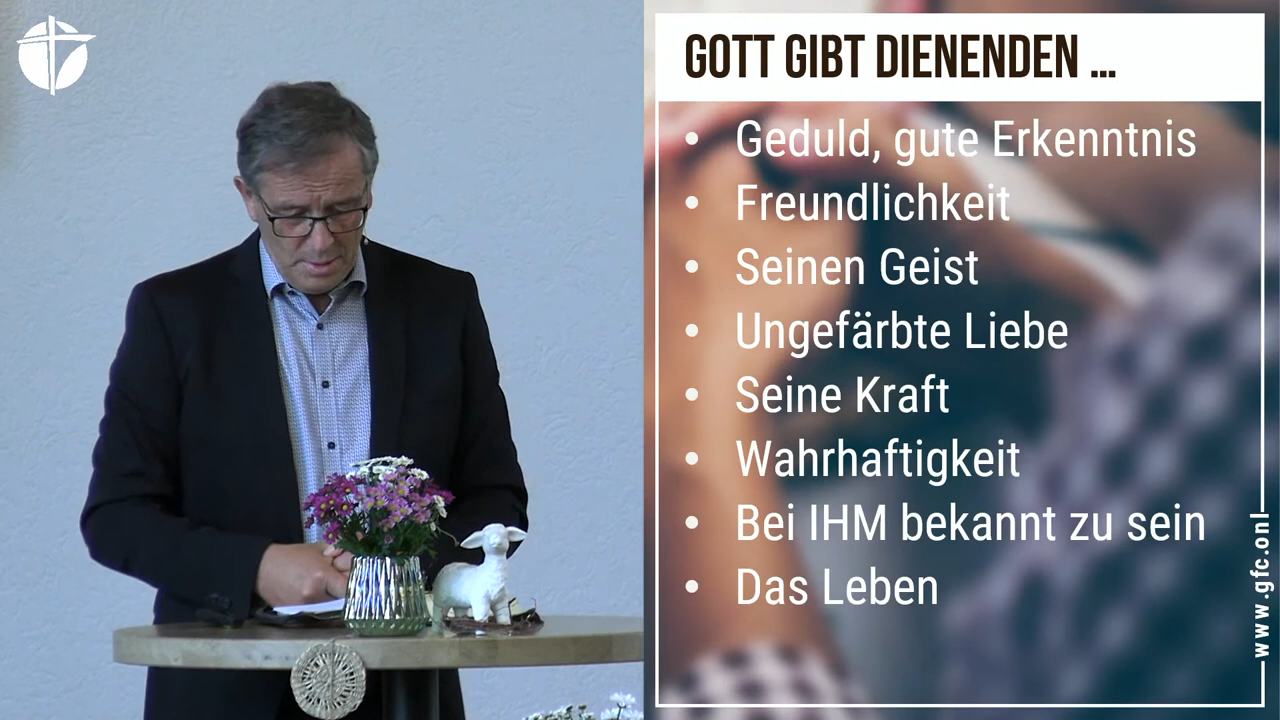 GOTT GIBT DIENENDEN ...
• Geduld, gute Erkenntnis
• Freundlichkeit
• Seinen Geist
• Ungefärbte Liebe
• Seine Kraft
• Wahrhaftigkeit
• Bei IHM bekannt zu sein
• Das Leben
www.gfc.onl